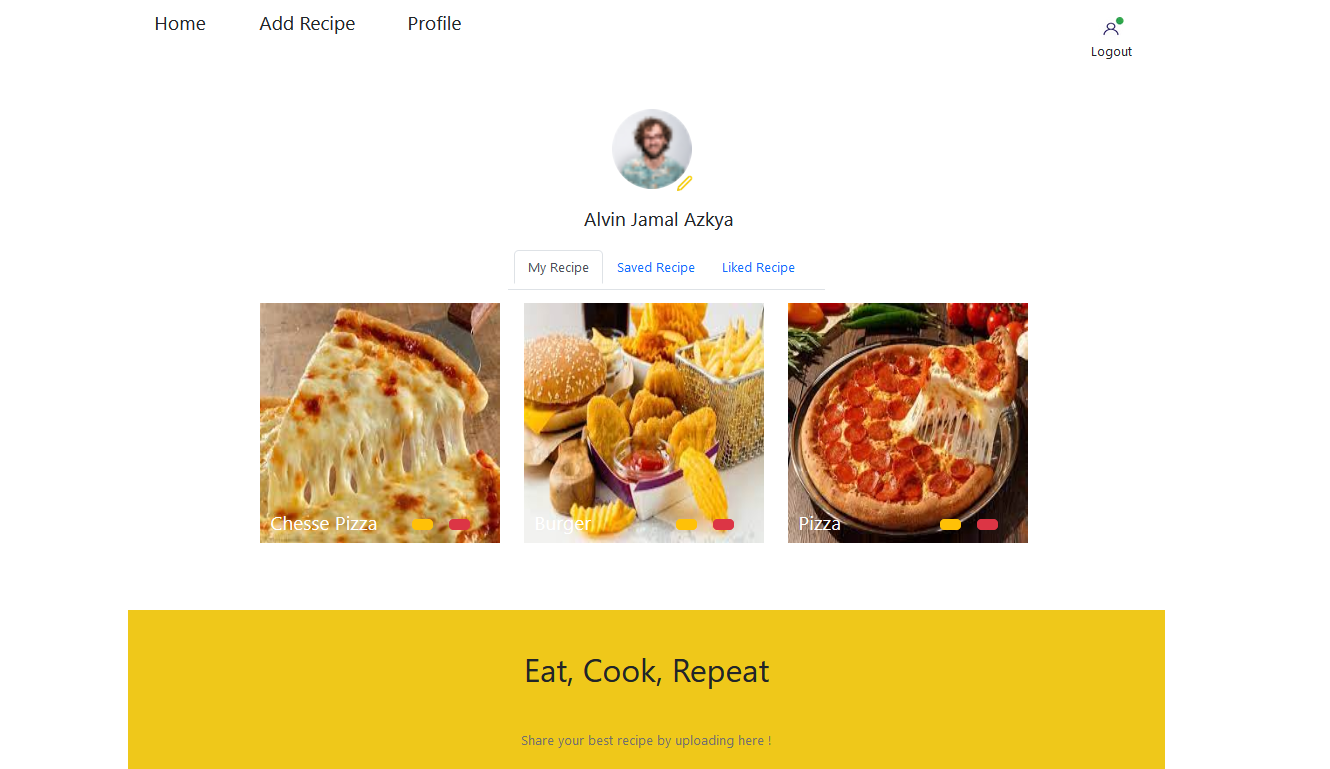 Home Add Recipe Profile
Logout
Alvin Jamal Azkya
My Recipe Saved Recipe Liked Recipe
Chesse Pizza Burger Pizza
Eat, Cook, Repeat
Share your best recipe by uploading here !